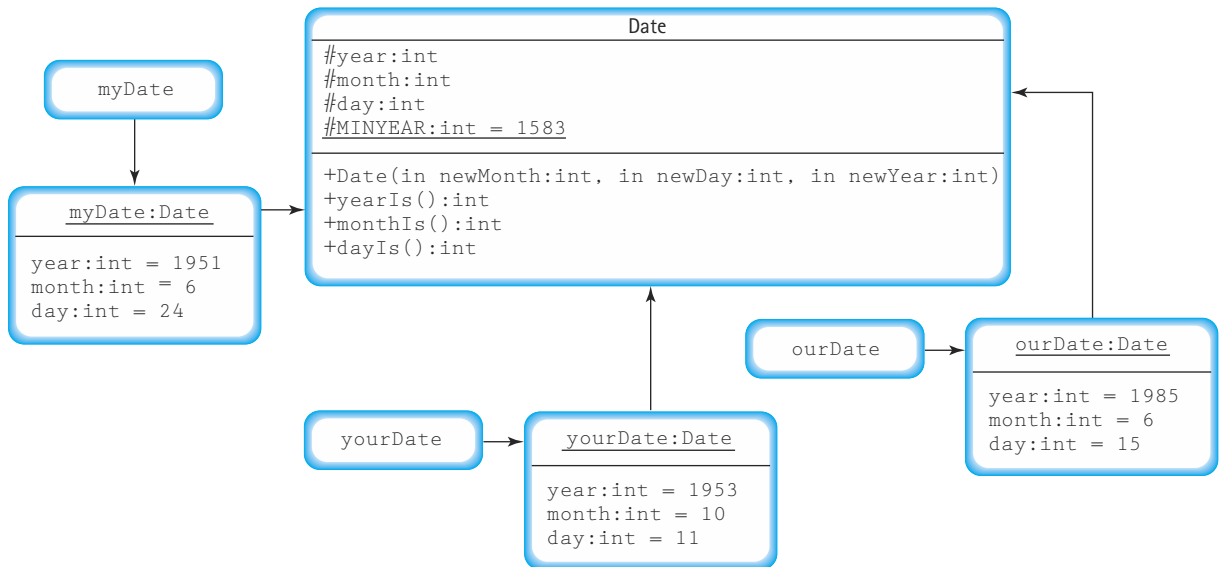 Date
#year:int
#month:int
#day:int
#MINYEAR:int = 1583
+Date(in newMonth:int, in newDay:int, in newYear:int)
+yearIs():int
+monthIs():int
+dayIs():int
myDate
myDate:Date
year:int = 1951
month:int = 6
day:int = 24
yourDate
yourDate:Date
year:int = 1953
month:int = 10
day:int = 11
ourDate
ourDate:Date
year:int = 1985
month:int = 6
day:int = 15